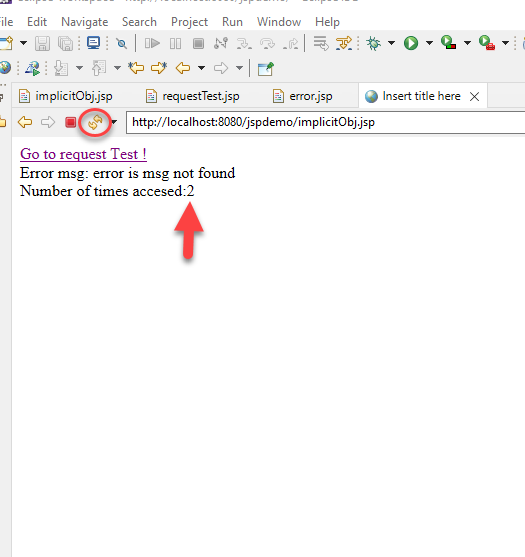 File Edit Navigate Search Project Run Window Help
implicitObj.jsp requestTest.jsp error.jsp Insert title here
http://localhost:8080/jspdemo/implicitObj.jsp
Go to request Test !
Error msg: error is msg not found
Number of times accesed:2